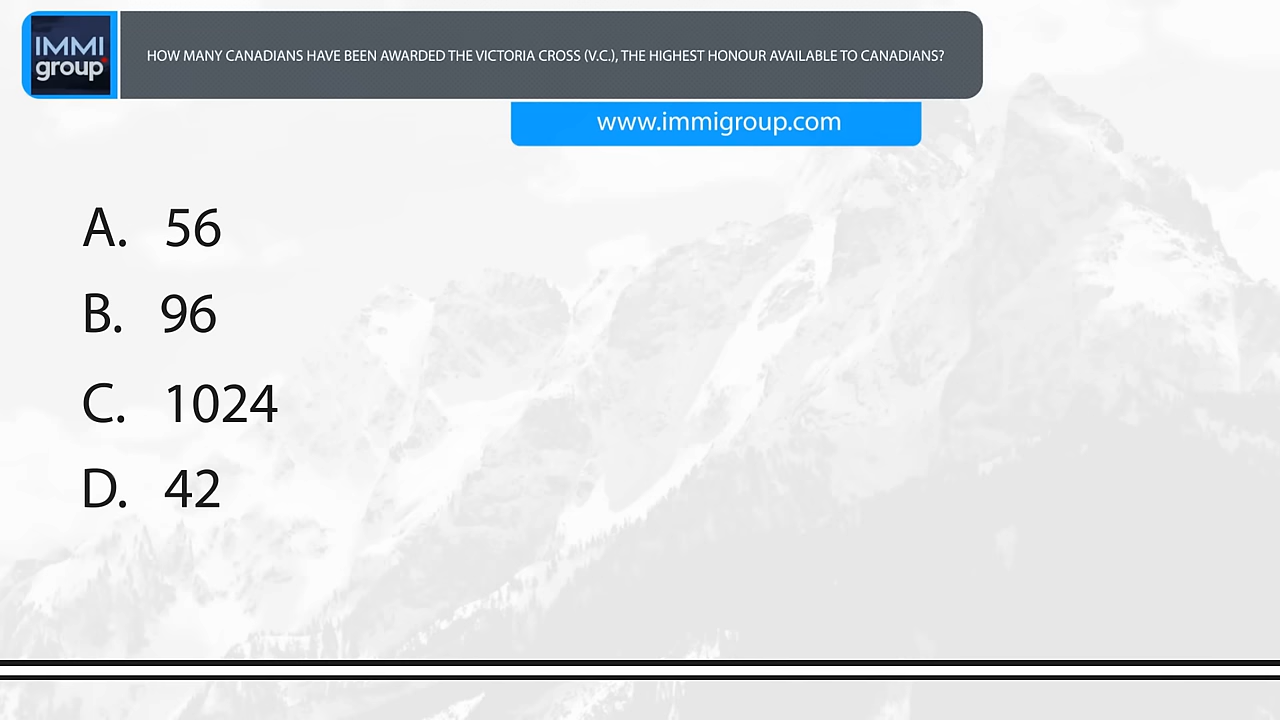 IMMI
group
HOW MANY CANADIANS HAVE BEEN AWARDED THE VICTORIA CROSS (V.C.), THE HIGHEST HONOUR AVAILABLE TO CANADIANS?
www.immigroup.com
A. 56
B. 96
C. 1024
D. 42